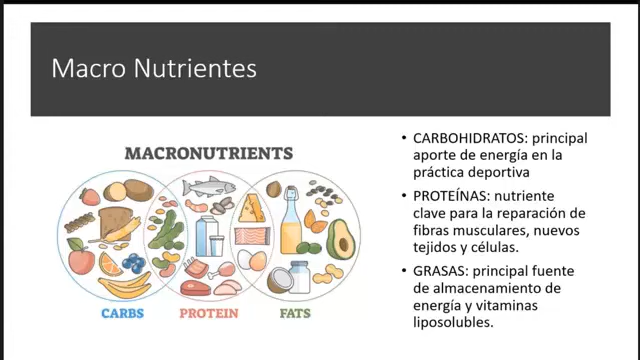 Macro Nutrientes
MACRONUTRIENTS
CARBS
PROTEIN
FATS
• CARBOHIDRATOS: principal
aporte de energía en la
práctica deportiva
• PROTEÍNAS: nutriente
clave para la reparación de
fibras musculares, nuevos
tejidos y células.
• GRASAS: principal fuente
de almacenamiento de
energía y vitaminas
liposolubles.